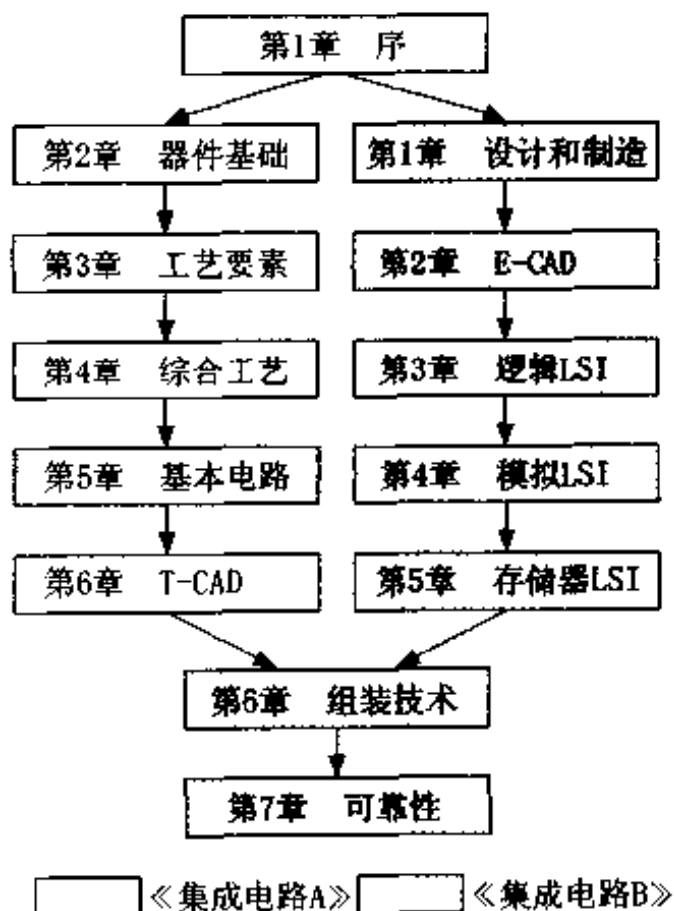 第1章 序
第2章 器件基础
第1章 设计和制造
第3章 工艺要素
第2章 E-CAD
第4章 综合工艺
第3章 逻辑LSI
第5章 基本电路
第4章 模拟LSI
第6章 T-CAD
第5章 存储器LSI
第6章 组装技术
第7章 可靠性
《集成电路A》 《集成电路B》